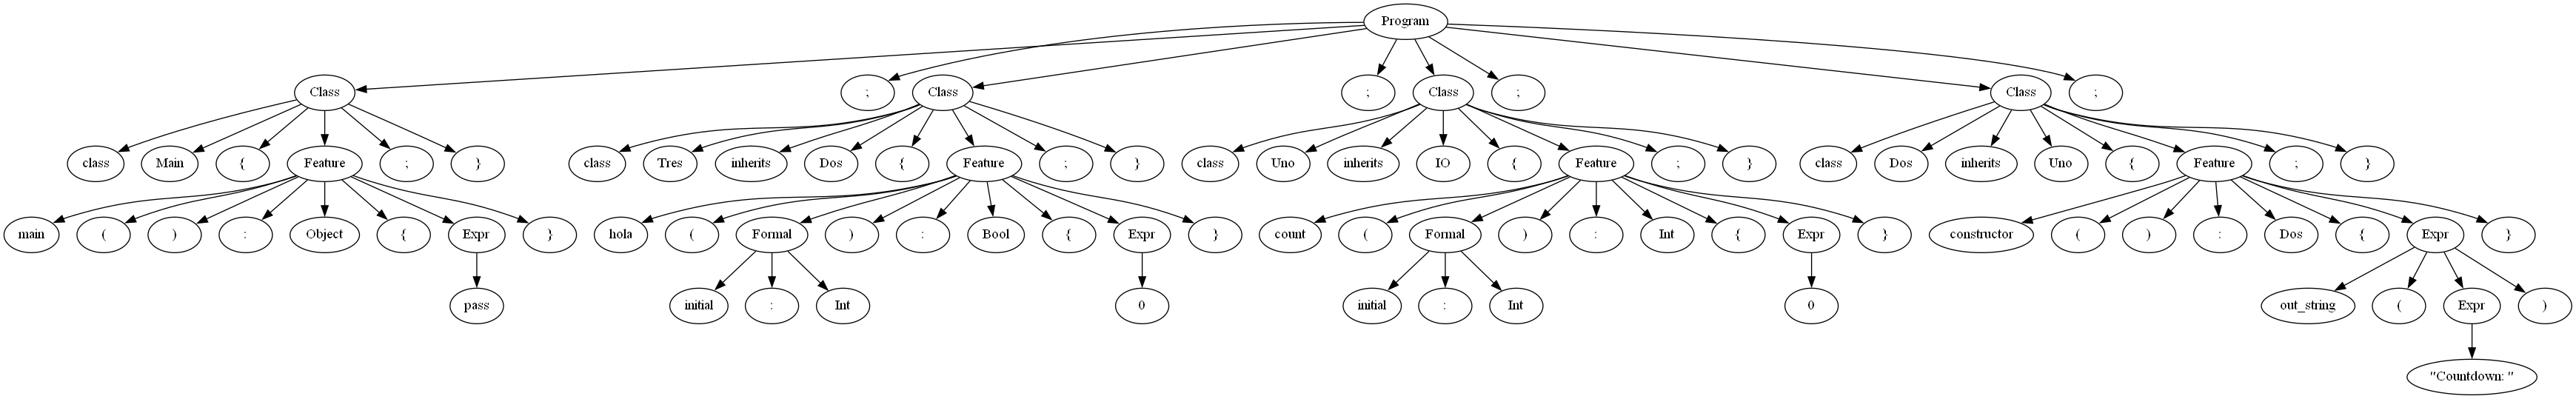 Program
Class ; Class ; Class ; Class ;
class Main { Feature ; } class Tres inherits Dos { Feature ; } class Uno inherits IO { Feature ; } class Dos inherits Uno { Feature ; }
main ( ) : Object { Expr } hola ( Formal ) : Bool { Expr } count ( Formal ) : Int { Expr } constructor ( ) : Dos { Expr }
pass initial : Int 0 initial : Int 0 out_string ( Expr )
"Countdown: "